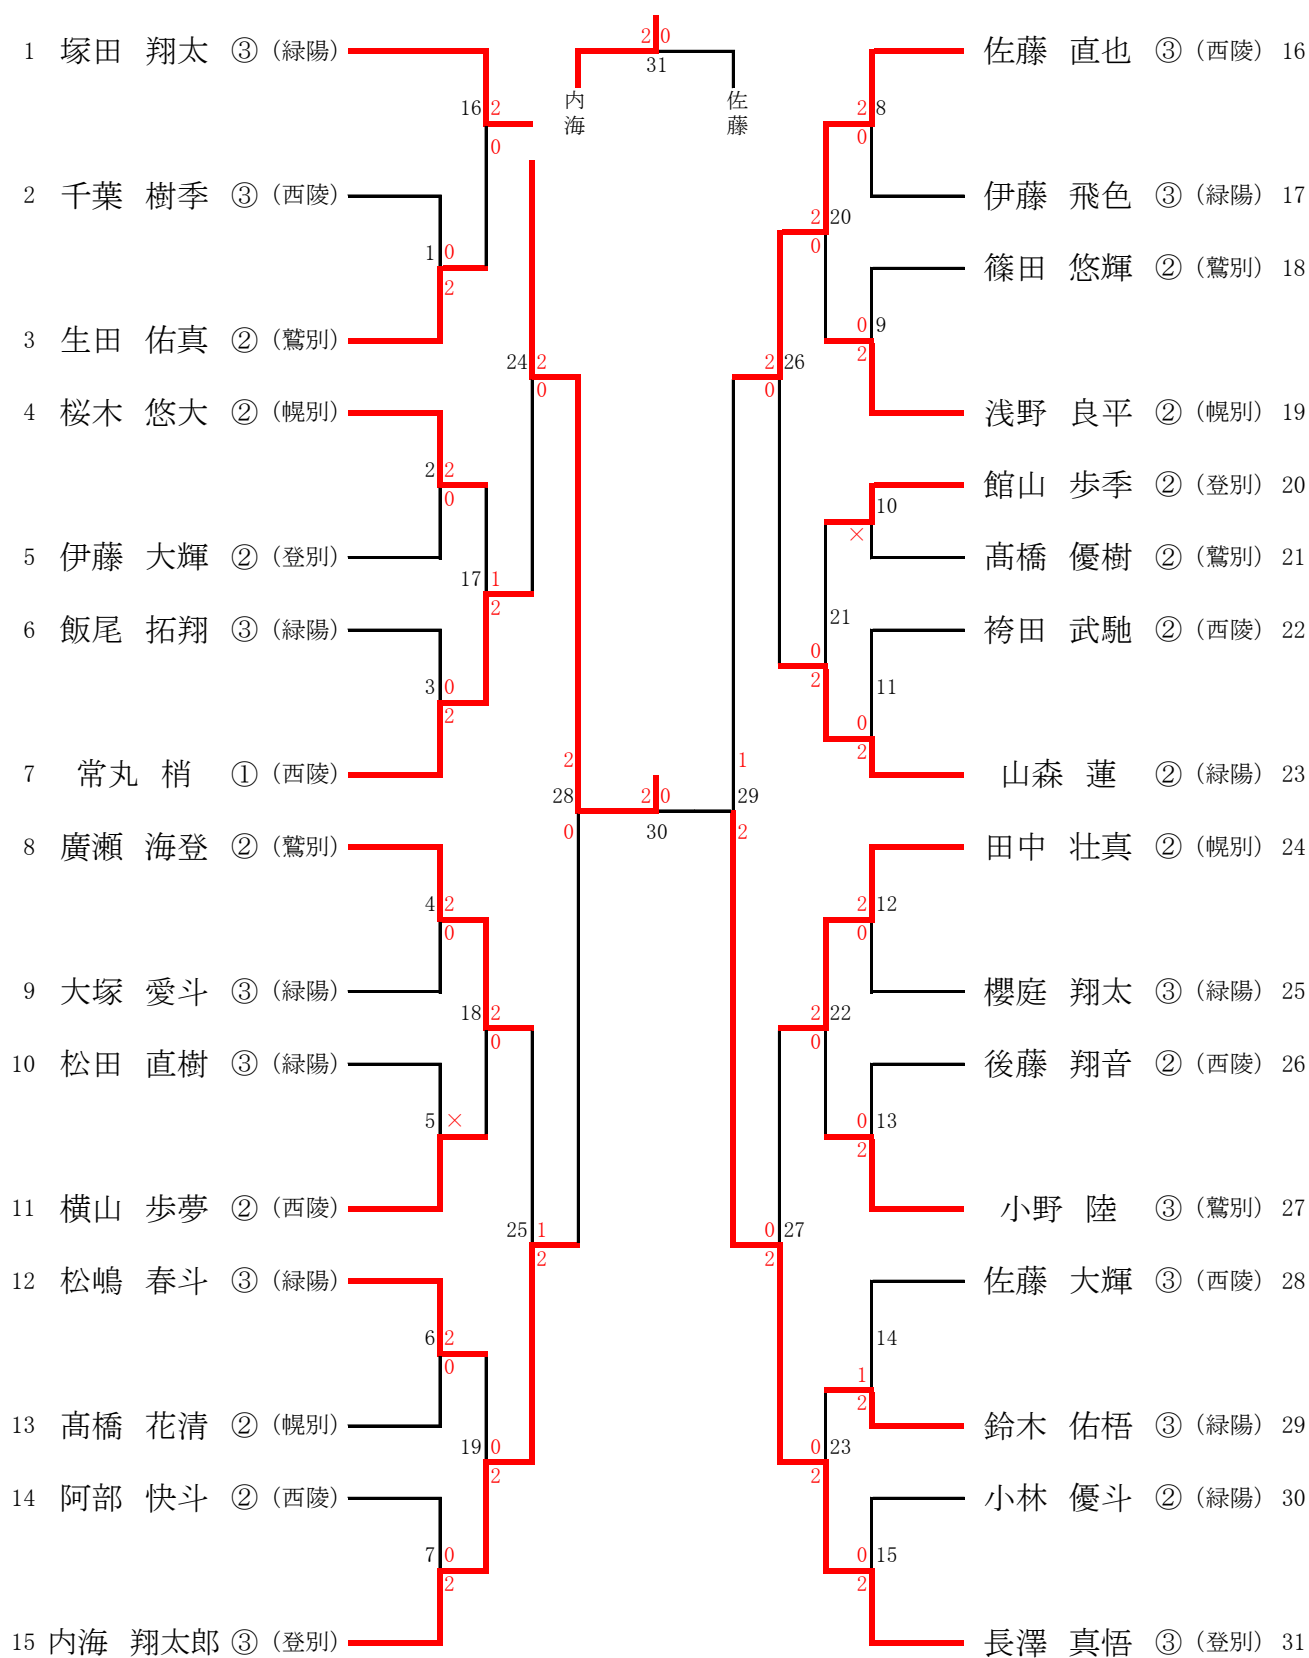 2 0
31
内海
佐藤
1 塚田 翔太 ③ (緑陽)
16 2
0
2 千葉 樹季 ③ (西陵)
1 0
2
3 生田 佑真 ② (鷲別)
24 2
0
4 桜木 悠大 ② (幌別)
2 2
0
5 伊藤 大輝 ② (登別)
17 1
2
6 飯尾 拓翔 ③ (緑陽)
3 0
2
7 常丸 梢 ① (西陵)
2
28
0
8 廣瀬 海登 ② (鷲別)
4 2
0
9 大塚 愛斗 ③ (緑陽)
18 2
0
10 松田 直樹 ③ (緑陽)
5 ×
11 横山 歩夢 ② (西陵)
25 1
2
12 松嶋 春斗 ③ (緑陽)
6 2
0
13 髙橋 花清 ② (幌別)
19 0
2
14 阿部 快斗 ② (西陵)
7 0
2
15 内海 翔太郎 ③ (登別)
2 0
30
佐藤 直也 ③ (西陵) 16
2 8
0
伊藤 飛色 ③ (緑陽) 17
2 20
0
篠田 悠輝 ② (鷲別) 18
0 9
2
浅野 良平 ② (幌別) 19
2 26
0
館山 歩季 ② (登別) 20
10
×
髙橋 優樹 ② (鷲別) 21
21
0
2
袴田 武馳 ② (西陵) 22
11
0
2
山森 蓮 ② (緑陽) 23
1
29
2
田中 壮真 ② (幌別) 24
2 12
0
櫻庭 翔太 ③ (緑陽) 25
2 22
0
後藤 翔音 ② (西陵) 26
0 13
2
小野 陸 ③ (鷲別) 27
0 27
2
佐藤 大輝 ③ (西陵) 28
14
1
2
鈴木 佑梧 ③ (緑陽) 29
0 23
2
小林 優斗 ② (緑陽) 30
0 15
2
長澤 真悟 ③ (登別) 31